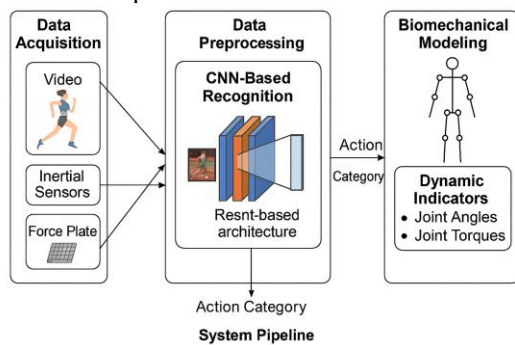 Data
Acquisition
Video
Inertial
Sensors
Force Plate
Data
Preprocessing
CNN-Based
Recognition
Resnt-based
architecture
Action Category
Action
Category
Biomechanical
Modeling
Dynamic
Indicators
• Joint Angles
• Joint Torques
System Pipeline